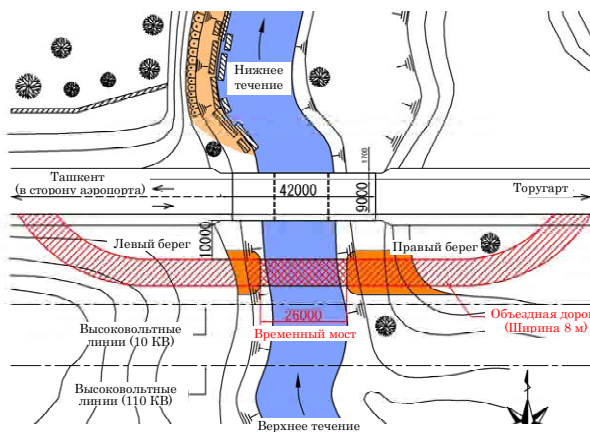 Нижнее
течение
Ташкент
(в сторону аэропорта)
42000
1700
9000
Торугарт
10000
Левый берег
Правый берег
26000
Временный мост
Объездная доро
(Ширина 8 м)
Высоковольтные
линии (10 КВ)
Высоковольтные
линии (110 КВ)
Верхнее течение